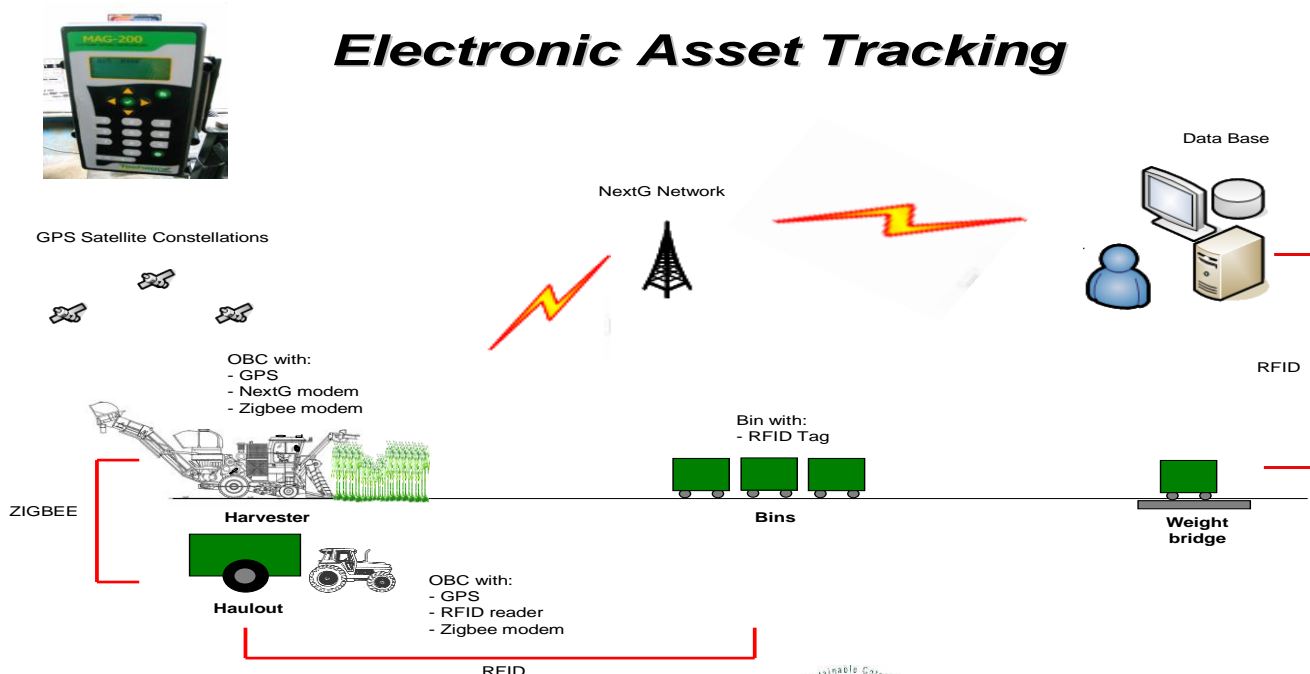 MAG-200
Electronic Asset Tracking
Data Base
NextG Network
GPS Satellite Constellations
OBC with:
- GPS
- NextG modem
- Zigbee modem
RFID
Bin with:
- RFID Tag
ZIGBEE
Harvester
Bins
Weight
bridge
OBC with:
- GPS
- RFID reader
- Zigbee modem
Haulout
RFID